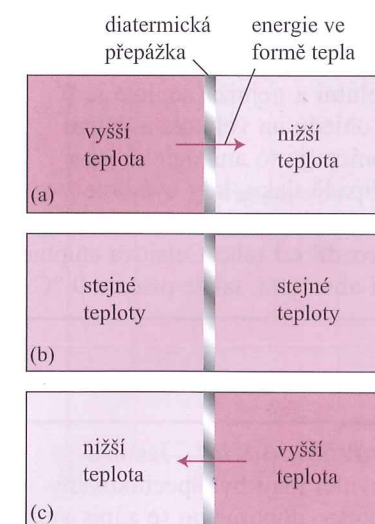 diatermická
přepážka
energie ve
formě tepla
vyšší
teplota
nižší
teplota
(a)
stejné
teploty
stejné
teploty
(b)
nižší
teplota
vyšší
teplota
(c)